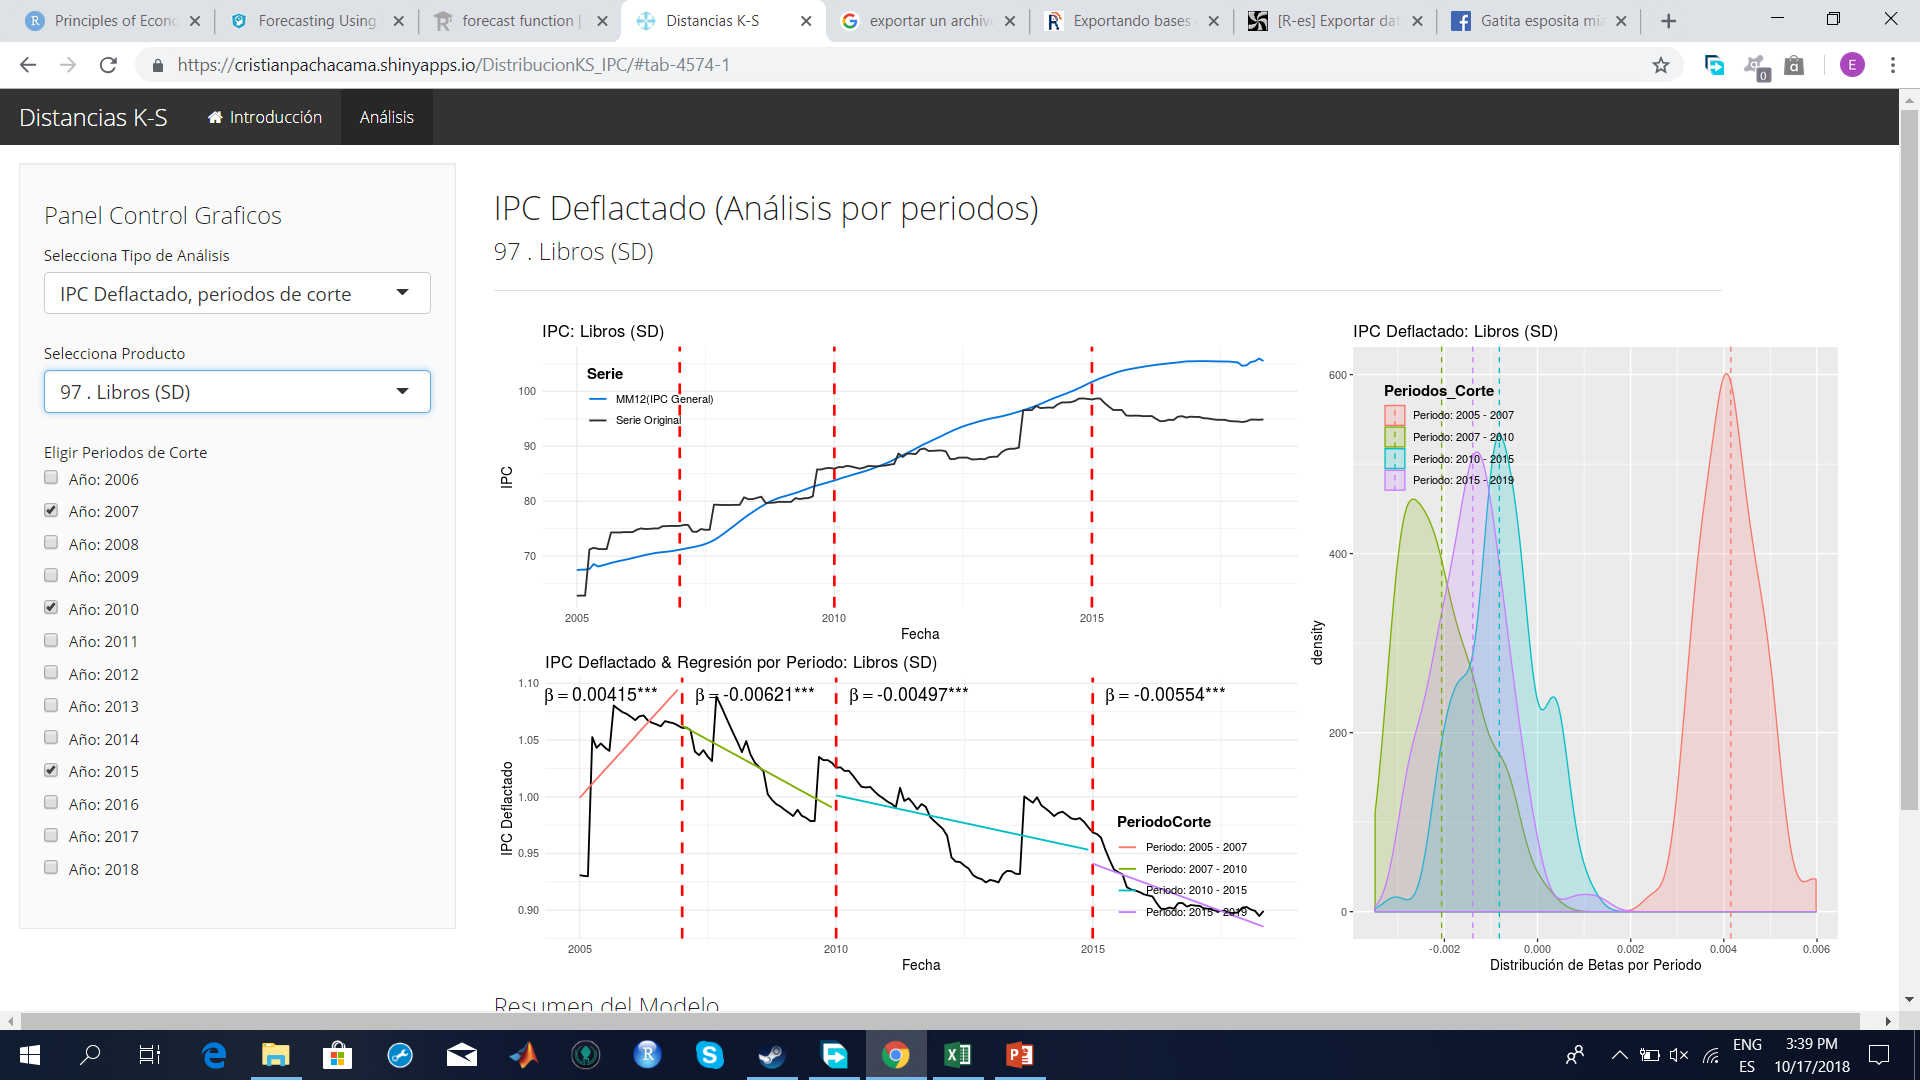 Principles of Econo
Forecasting Using
forecast function |
Distancias K-S
exportar un archivo
Exportando bases
[R-es] Exportar dat
Gatita esposita mia
https://cristianpachacama.shinyapps.io/DistribucionKS_IPC/#tab-4574-1
0
a
E
Distancias K-S
Introducción
Análisis
Panel Control Graficos
Selecciona Tipo de Análisis
IPC Deflactado, periodos de corte
Selecciona Producto
97 . Libros (SD)
Eligir Periodos de Corte
Año: 2006
Año: 2007
Año: 2008
Año: 2009
Año: 2010
Año: 2011
Año: 2012
Año: 2013
Año: 2014
Año: 2015
Año: 2016
Año: 2017
Año: 2018
IPC Deflactado (Análisis por periodos)
97 . Libros (SD)
IPC: Libros (SD)
Serie
MM12(IPC General)
Serie Original
IPC
100
90
80
70
2005
2010
2015
Fecha
IPC Deflactado & Regresión por Periodo: Libros (SD)
β = 0.00415***
β = -0.00621***
β = -0.00497***
β = -0.00554***
IPC Deflactado
1.10
1.05
1.00
0.95
0.90
PeriodoCorte
Periodo: 2005 - 2007
Periodo: 2007 - 2010
Periodo: 2010 - 2015
Periodo: 2015 - 2019
2005
2010
2015
Fecha
IPC Deflactado: Libros (SD)
Periodos_Corte
Periodo: 2005 - 2007
Periodo: 2007 - 2010
Periodo: 2010 - 2015
Periodo: 2015 - 2019
density
600
400
200
0
-0.002
0.000
0.002
0.004
0.006
Distribución de Betas por Periodo
Resumen del Modelo
ENG
ES
3:39 PM
10/17/2018